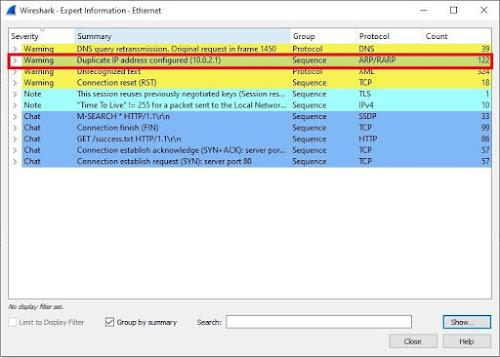 Wireshark - Expert Information - Ethernet
Severity Summary Group Protocol Count
Warning DNS query retransmission. Original request in frame 1450 Protocol DNS 39
Warning Duplicate IP address configured (10.0.2.1) Sequence ARP/RARP 122
Warning Unrecognized text Protocol XML 324
Warning Connection reset (RST) Sequence TCP 18
Note This session reuses previously negotiated keys (Session res... Sequence TLS 1
Note "Time To Live" != 255 for a packet sent to the Local Networ... Sequence IPv4 10
Chat M-SEARCH * HTTP/1.1\r\n Sequence SSDP 33
Chat Connection finish (FIN) Sequence TCP 99
Chat GET /success.txt HTTP/1.1\r\n Sequence HTTP 86
Chat Connection establish acknowledge (SYN+ACK): server por... Sequence TCP 57
Chat Connection establish request (SYN): server port 80 Sequence TCP 57
No display filter set.
Limit to Display Filter Group by summary Search: Show...
Close Help